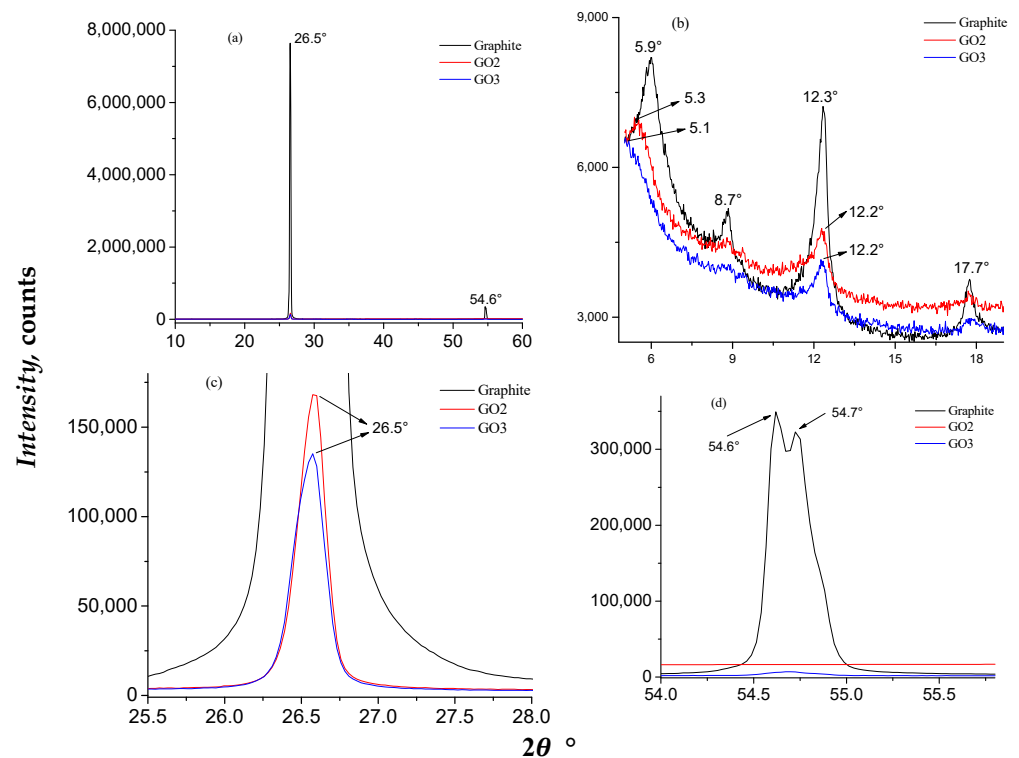 Intensity, counts
(a)
26.5°
54.6°
Graphite
GO2
GO3
8,000,000
6,000,000
4,000,000
2,000,000
0
10 20 30 40 50 60
(b)
5.9°
5.3
5.1
8.7°
12.3°
12.2°
12.2°
17.7°
Graphite
GO2
GO3
9,000
6,000
3,000
6 9 12 15 18
(c)
26.5°
Graphite
GO2
GO3
150,000
100,000
50,000
0
25.5 26.0 26.5 27.0 27.5 28.0
(d)
54.6°
54.7°
Graphite
GO2
GO3
300,000
200,000
100,000
0
54.0 54.5 55.0 55.5
2θ °